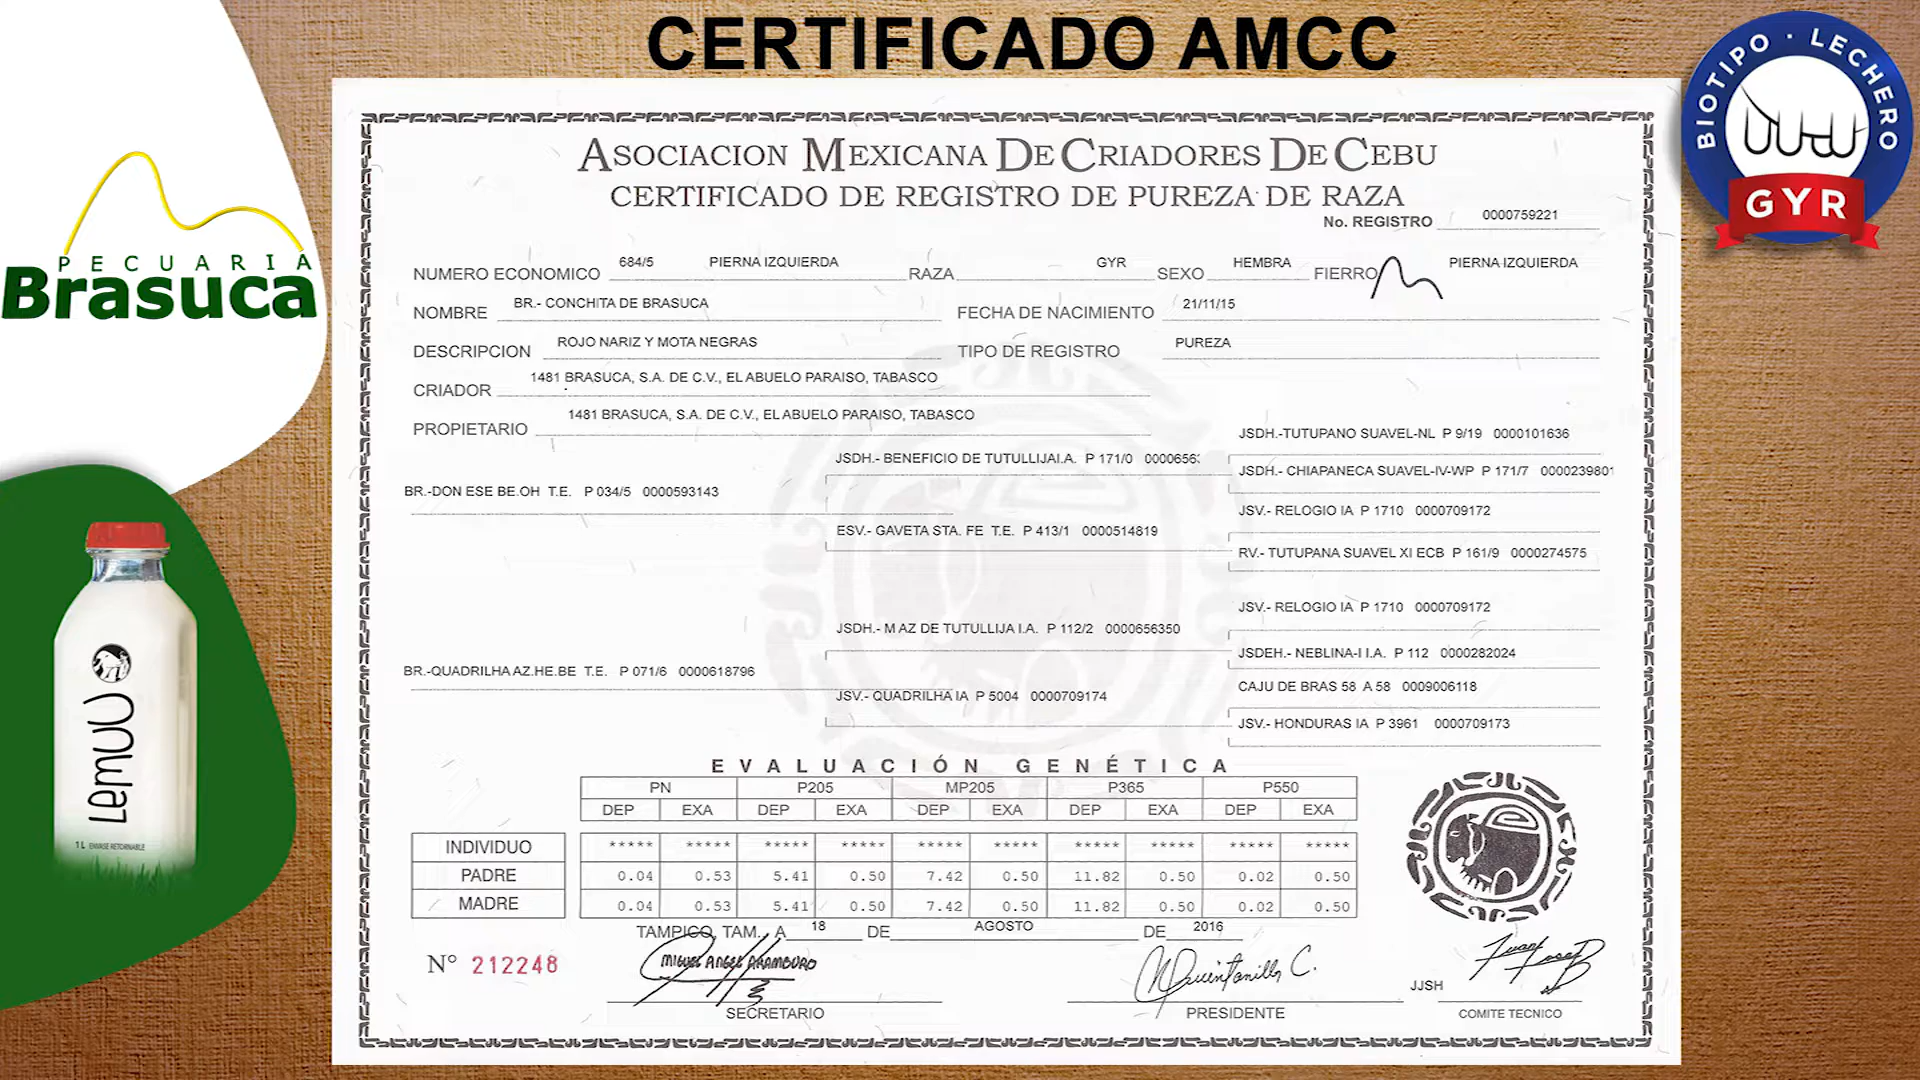 CERTIFICADO AMCC
BIOTIPO · LECHERO
GYR
PECUARIA
Brasuca
Lemuu
1 L ENVASE RETORNABLE
ASOCIACION MEXICANA DE CRIADORES DE CEBU
CERTIFICADO DE REGISTRO DE PUREZA DE RAZA
No. REGISTRO 0000759221
NUMERO ECONOMICO 684/5 PIERNA IZQUIERDA RAZA GYR SEXO HEMBRA FIERRO PIERNA IZQUIERDA
NOMBRE BR.- CONCHITA DE BRASUCA FECHA DE NACIMIENTO 21/11/15
DESCRIPCION ROJO NARIZ Y MOTA NEGRAS TIPO DE REGISTRO PUREZA
CRIADOR 1481 BRASUCA, S.A. DE C.V., EL ABUELO PARAISO, TABASCO
PROPIETARIO 1481 BRASUCA, S.A. DE C.V., EL ABUELO PARAISO, TABASCO
JSDH.-TUTUPANO SUAVEL-NL P 9/19 0000101636
JSDH.- BENEFICIO DE TUTULLIJAI.A. P 171/0 0000656
JSDH.- CHIAPANECA SUAVEL-IV-WP P 171/7 000023980
BR.-DON ESE BE.OH T.E. P 034/5 0000593143
JSV.- RELOGIO IA P 1710 0000709172
ESV.- GAVETA STA. FE T.E. P 413/1 0000514819
RV.- TUTUPANA SUAVEL XI ECB P 161/9 0000274575
JSV.- RELOGIO IA P 1710 0000709172
JSDH.- M AZ DE TUTULLIJA I.A. P 112/2 0000656350
JSDEH.- NEBLINA-I I.A. P 112 0000282024
BR.-QUADRILHA AZ.HE.BE T.E. P 071/6 0000618796
CAJU DE BRAS 58 A 58 0009006118
JSV.- QUADRILHA IA P 5004 0000709174
JSV.- HONDURAS IA P 3961 0000709173
EVALUACIÓN GENÉTICA
PN P205 MP205 P365 P550
DEP EXA DEP EXA DEP EXA DEP EXA DEP EXA
INDIVIDUO ***** ***** ***** ***** ***** ***** ***** ***** ***** *****
PADRE 0.04 0.53 5.41 0.50 7.42 0.50 11.82 0.50 0.02 0.50
MADRE 0.04 0.53 5.41 0.50 7.42 0.50 11.82 0.50 0.02 0.50
TAMPICO, TAM., A 18 DE AGOSTO DE 2016
N° 212248
MIGUEL ANGEL ARAMBURO
JJSH
SECRETARIO PRESIDENTE COMITE TECNICO